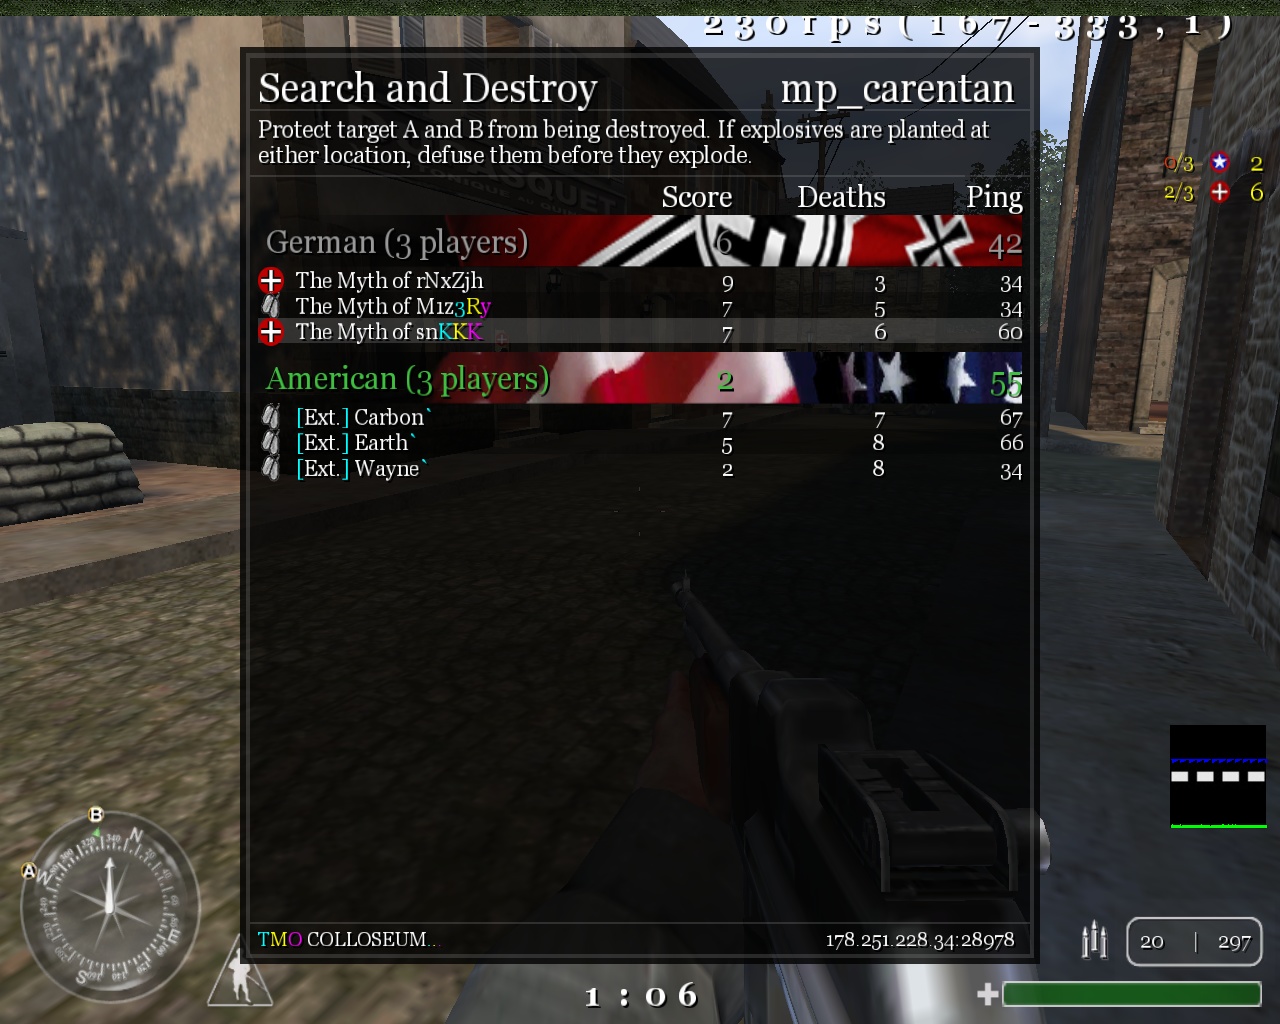 230fps(167-333,1)
Search and Destroy mp_carentan
Protect target A and B from being destroyed. If explosives are planted at
either location, defuse them before they explode.
Score Deaths Ping
German (3 players) 6 42
The Myth of rNxZjh 9 3 34
The Myth of M1z3Ry 7 5 34
The Myth of snKKK 7 6 60
American (3 players) 2 55
[Ext.] Carbon` 7 7 67
[Ext.] Earth` 5 8 66
[Ext.] Wayne` 2 8 34
0/3 2
2/3 6
B
A
N
W
E
S
TMO COLLOSEUM.. 178.251.228.34:28978
20 | 297
1:06